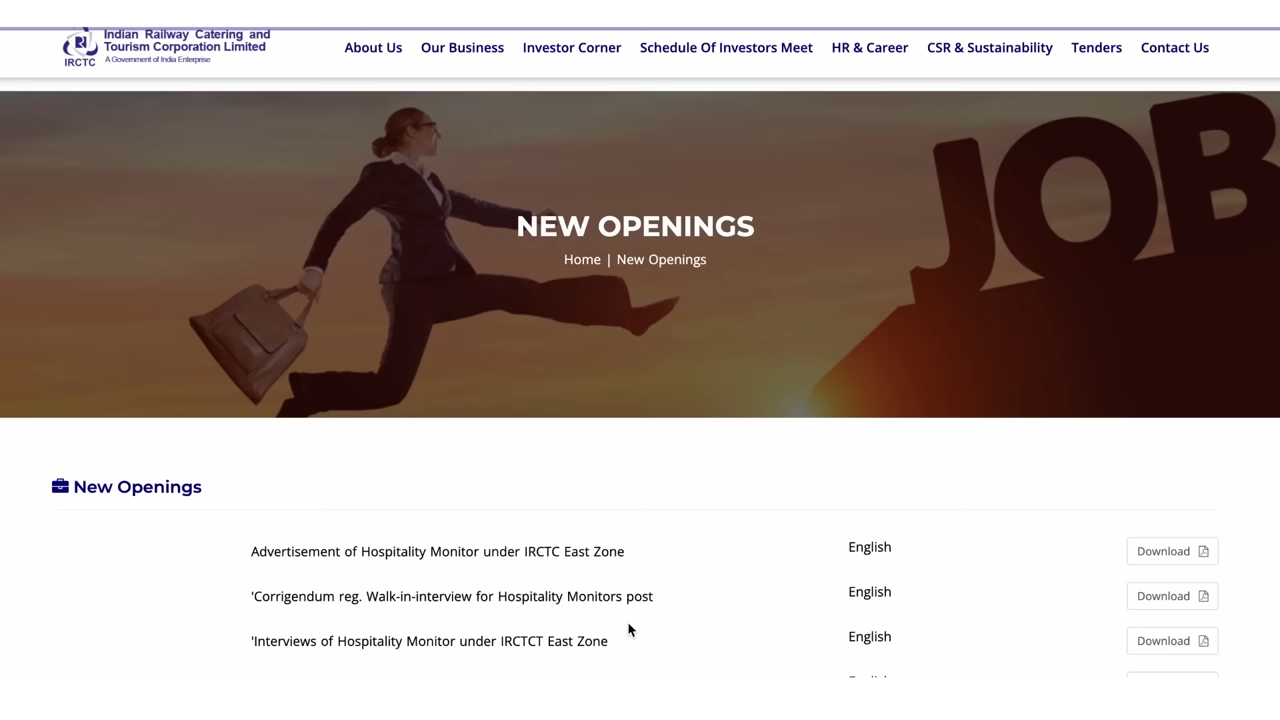 Indian Railway Catering and
Tourism Corporation Limited
A Government of India Enterprise
IRCTC
About Us Our Business Investor Corner Schedule Of Investors Meet HR & Career CSR & Sustainability Tenders Contact Us
JOB
NEW OPENINGS
Home | New Openings
New Openings
Advertisement of Hospitality Monitor under IRCTC East Zone English Download
'Corrigendum reg. Walk-in-interview for Hospitality Monitors post English Download
'Interviews of Hospitality Monitor under IRCTCT East Zone English Download